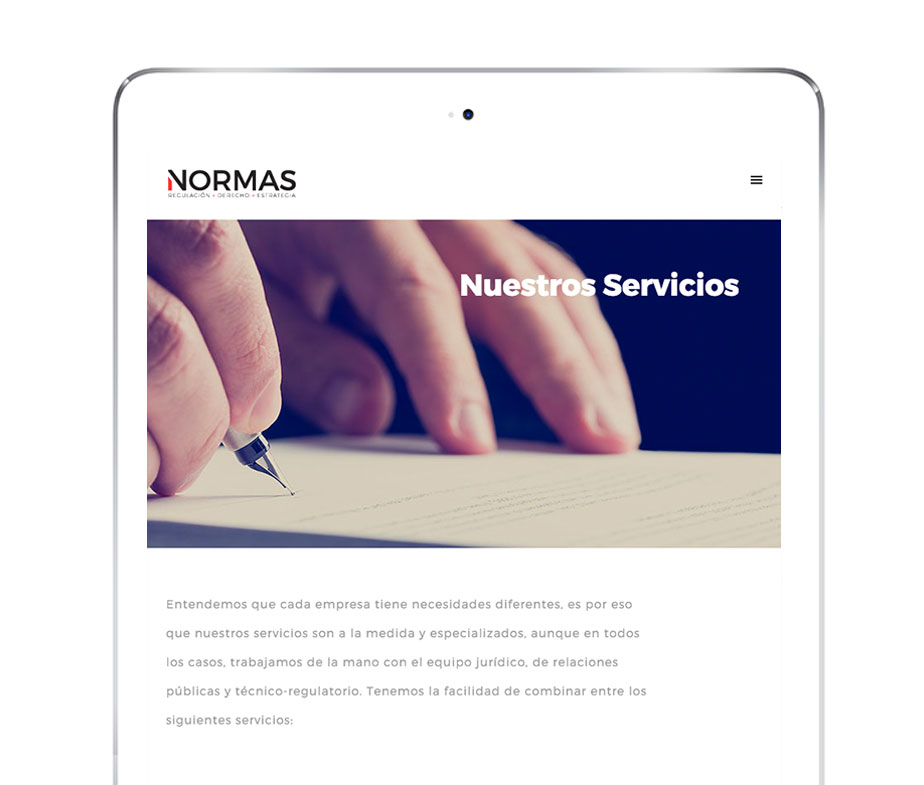 NORMAS
REGULACIÓN + DERECHO + ESTRATEGIA
Nuestros Servicios
Entendemos que cada empresa tiene necesidades diferentes, es por eso
que nuestros servicios son a la medida y especializados, aunque en todos
los casos, trabajamos de la mano con el equipo jurídico, de relaciones
públicas y técnico-regulatorio. Tenemos la facilidad de combinar entre los
siguientes servicios: